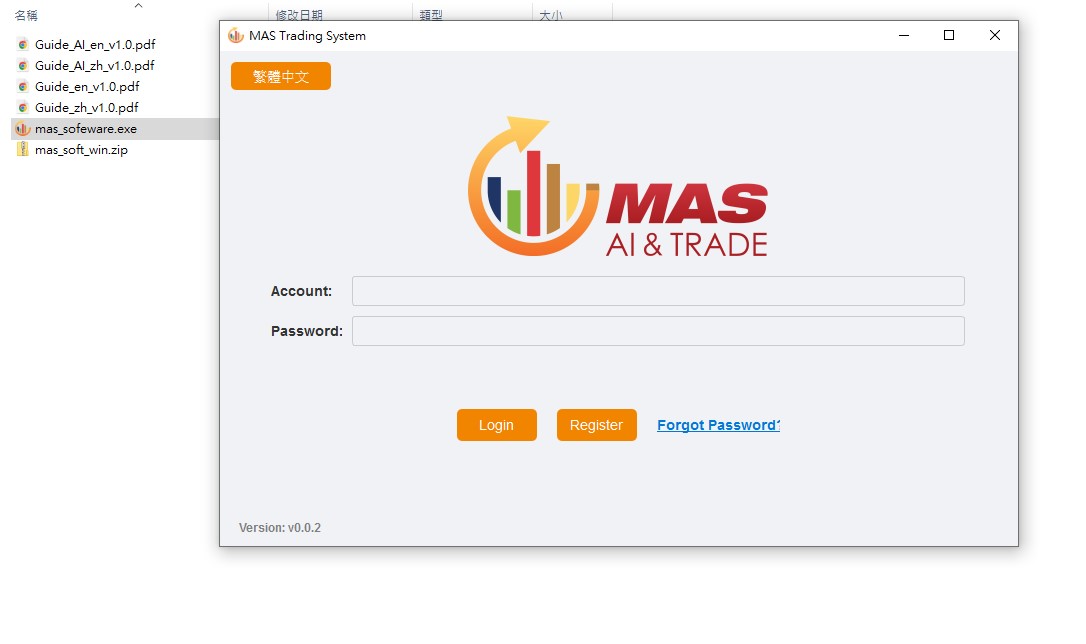 名稱 修改日期 類型 大小
Guide_AI_en_v1.0.pdf
Guide_AI_zh_v1.0.pdf
Guide_en_v1.0.pdf
Guide_zh_v1.0.pdf
mas_sofeware.exe
mas_soft_win.zip
MAS Trading System
繁體中文
MAS
AI & TRADE
Account:
Password:
Login Register Forgot Password?
Version: v0.0.2